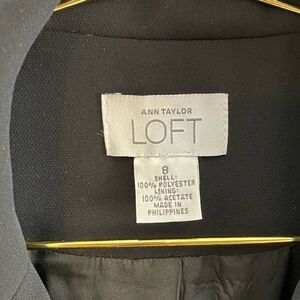 ANN TAYLOR
LOFT
8
SHELL:
100% POLYESTER
LINING:
100% ACETATE
MADE IN
PHILIPPINES